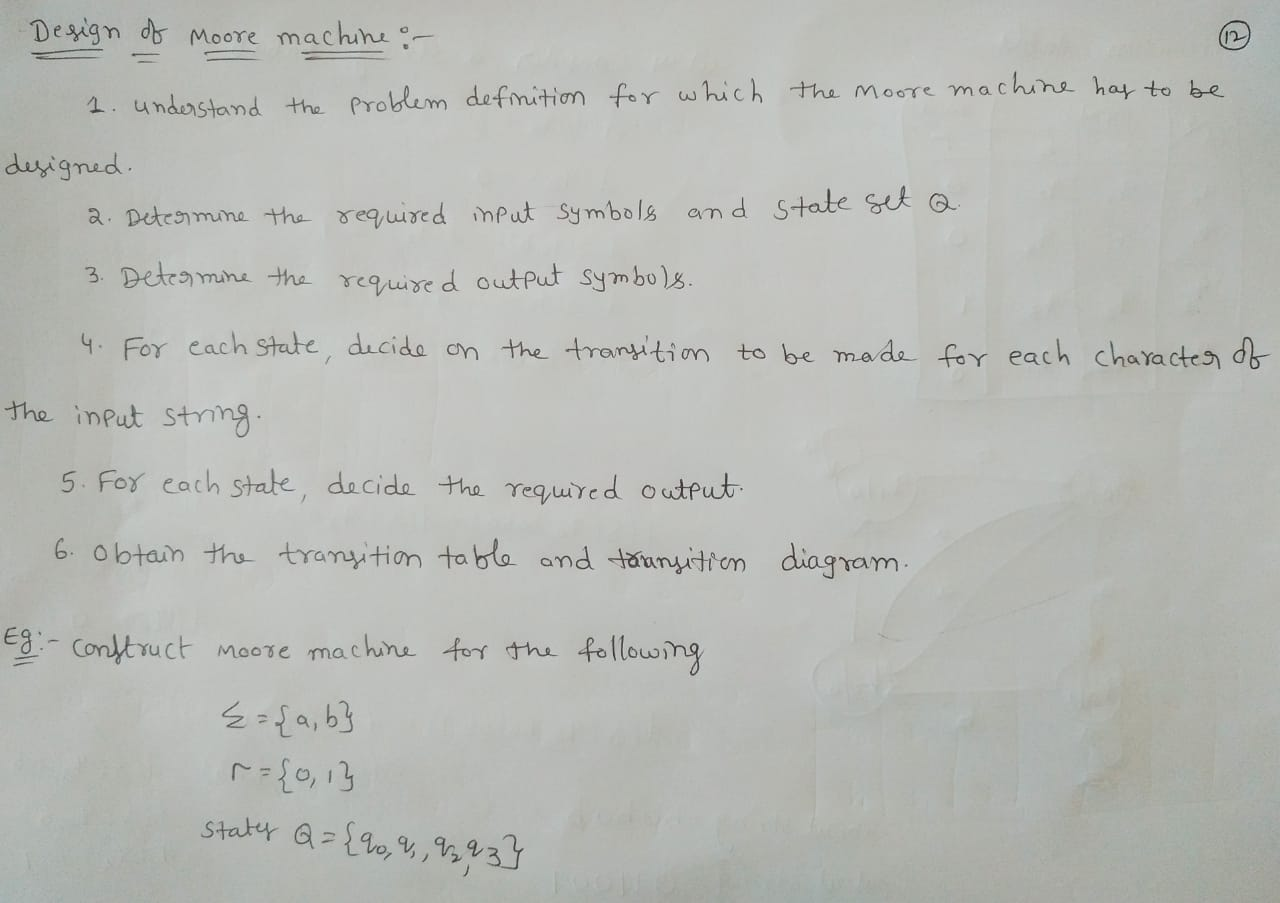 Design of Moore machine :-
12
1. understand the problem definition for which the Moore machine has to be
designed.
2. Determine the required input symbols and state set Q.
3. Determine the required output symbols.
4. For each state, decide on the transition to be made for each character of
the input string.
5. For each state, decide the required output.
6. Obtain the transition table and transition diagram.
Eg:- construct Moore machine for the following
Σ = {a, b}
Γ = {0, 1}
States Q = {q₀, q₁, q₂, q₃}